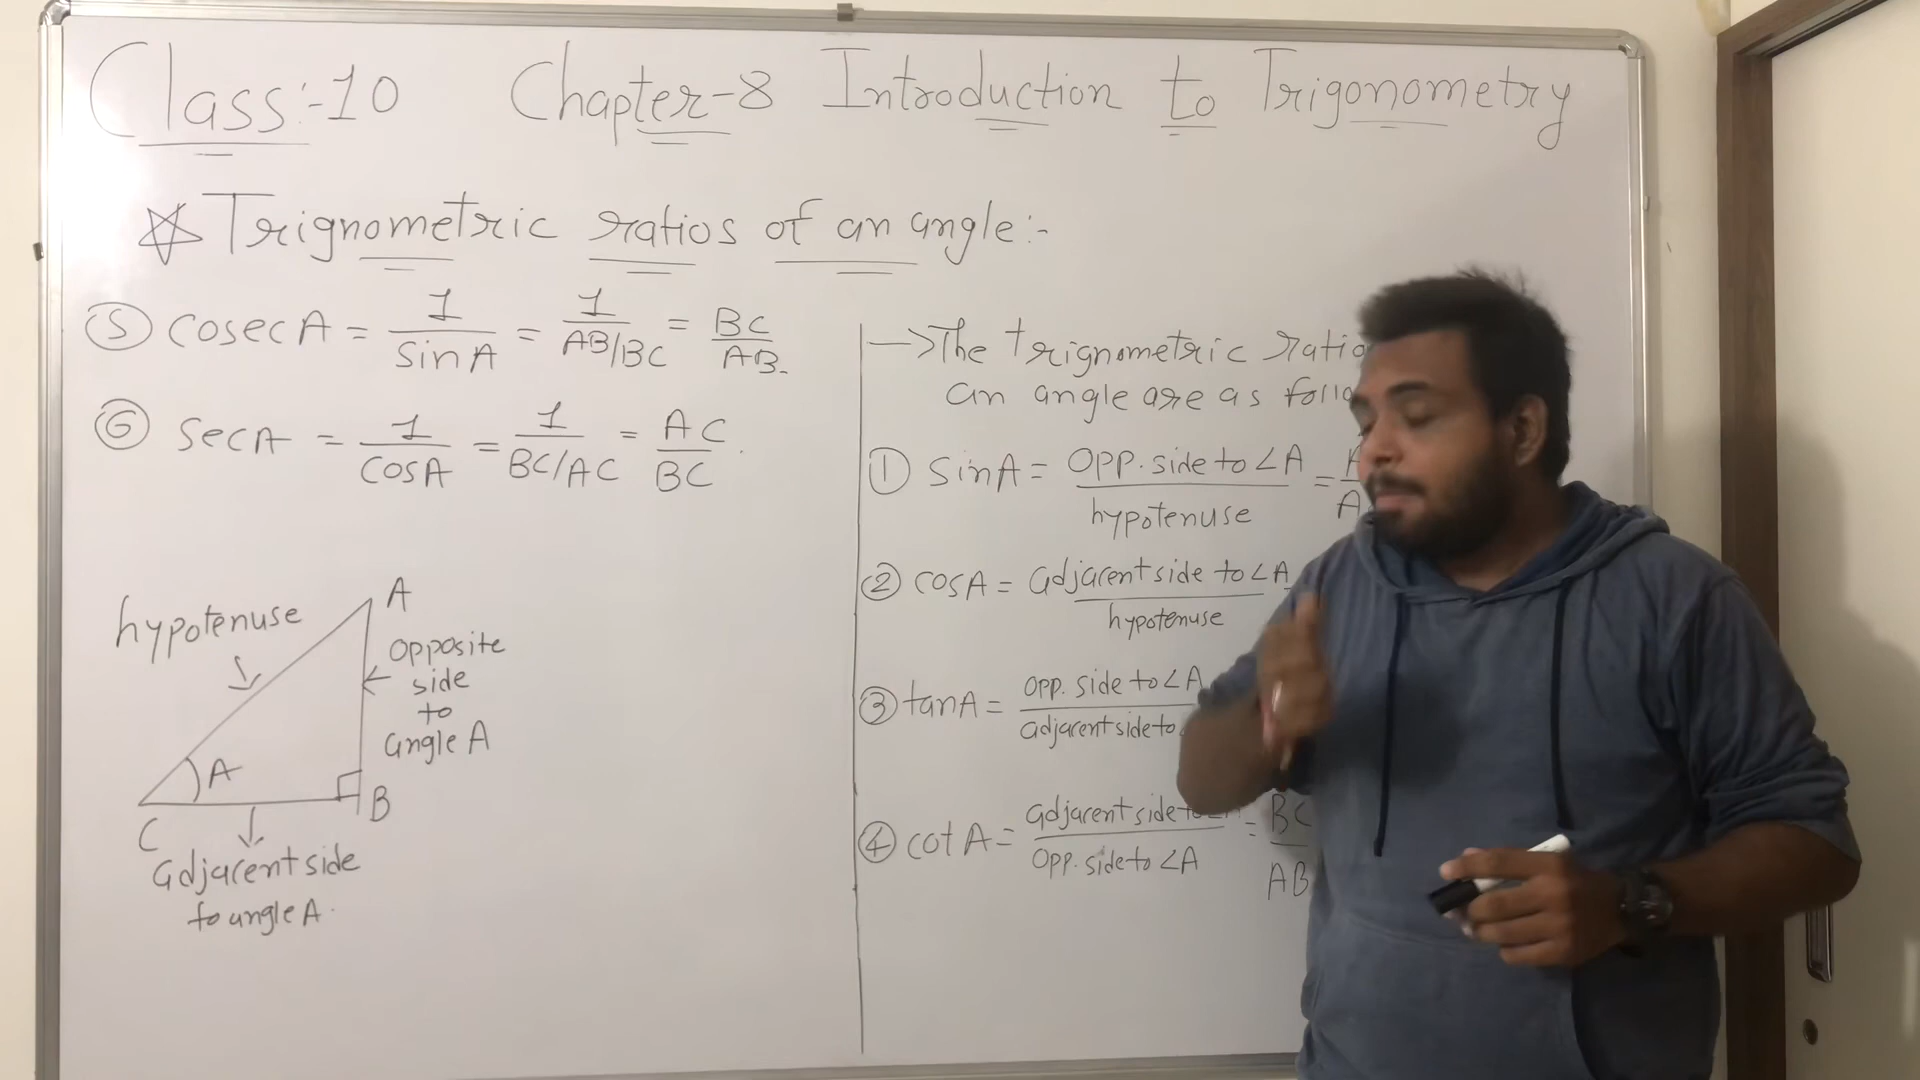 Class:-10 Chapter-8 Introduction to Trigonometry
Trignometric ratios of an angle:-
⑤ cosec A = 1/sin A = 1/AB/BC = BC/AB
⑥ sec A = 1/cos A = 1/BC/AC = AC/BC
hypotenuse
A
opposite
side
to
angle A
A
C
B
adjacent side
to angle A
→ The trignometric
an angle are as
① sin A = Opp. side to ∠A/hypotenuse =
② cos A = adjacent side to ∠A/hypotenuse
③ tan A = opp. side to ∠A/adjacent side to
④ cot A = adjacent side to/opp. side to ∠A = BC/AB